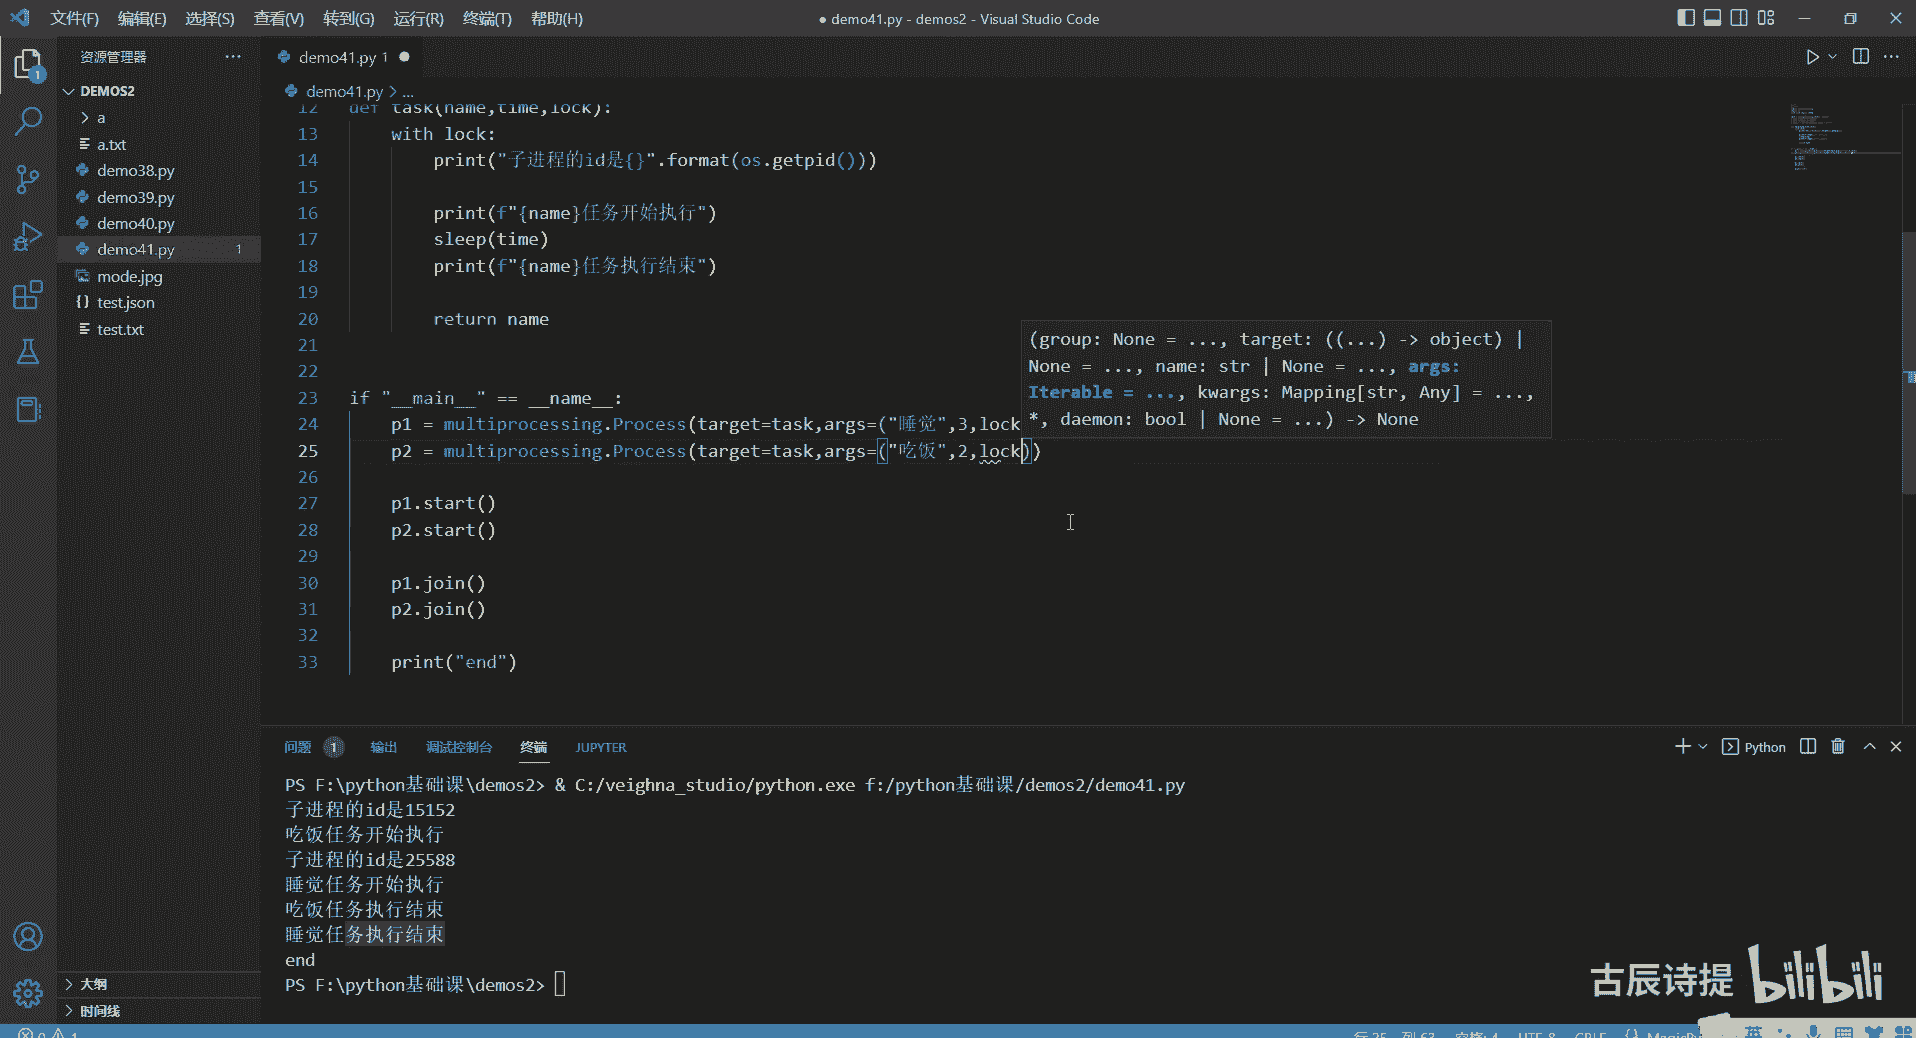 文件(F) 编辑(E) 选择(S) 查看(V) 转到(G) 运行(R) 终端(T) 帮助(H)
● demo41.py - demos2 - Visual Studio Code
资源管理器
DEMOS2
a
a.txt
demo38.py
demo39.py
demo40.py
demo41.py 1
mode.jpg
test.json
test.txt
大纲
时间线
1
demo41.py 1
demo41.py > ...
12 def task(name,time,lock):
13 with lock:
14 print("子进程的id是{}".format(os.getpid()))
15
16 print(f"{name}任务开始执行")
17 sleep(time)
18 print(f"{name}任务执行结束")
19
20 return name
21
22
23 if "__main__" == __name__:
24 p1 = multiprocessing.Process(target=task,args=("睡觉",3,lock
25 p2 = multiprocessing.Process(target=task,args=("吃饭",2,lock))
26
27 p1.start()
28 p2.start()
29
30 p1.join()
31 p2.join()
32
33 print("end")
(group: None = ..., target: ((...) -> object) |
None = ..., name: str | None = ..., args:
Iterable = ..., kwargs: Mapping[str, Any] = ...,
*, daemon: bool | None = ...) -> None
问题 1 输出 调试控制台 终端 JUPYTER
Python
PS F:\python基础课\demos2> & C:/veighna_studio/python.exe f:/python基础课/demos2/demo41.py
子进程的id是15152
吃饭任务开始执行
子进程的id是25588
睡觉任务开始执行
吃饭任务执行结束
睡觉任务执行结束
end
PS F:\python基础课\demos2>
古辰诗提 bilibili
英